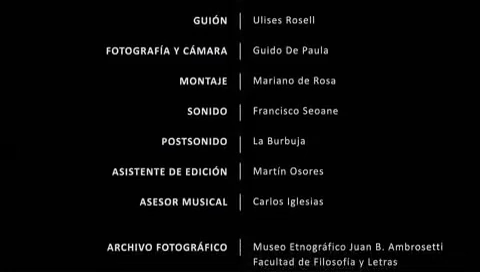 GUIÓN | Ulises Rosell
FOTOGRAFÍA Y CÁMARA | Guido De Paula
MONTAJE | Mariano de Rosa
SONIDO | Francisco Seoane
POSTSONIDO | La Burbuja
ASISTENTE DE EDICIÓN | Martín Osores
ASESOR MUSICAL | Carlos Iglesias
ARCHIVO FOTOGRÁFICO | Museo Etnográfico Juan B. Ambrosetti
Facultad de Filosofía y Letras